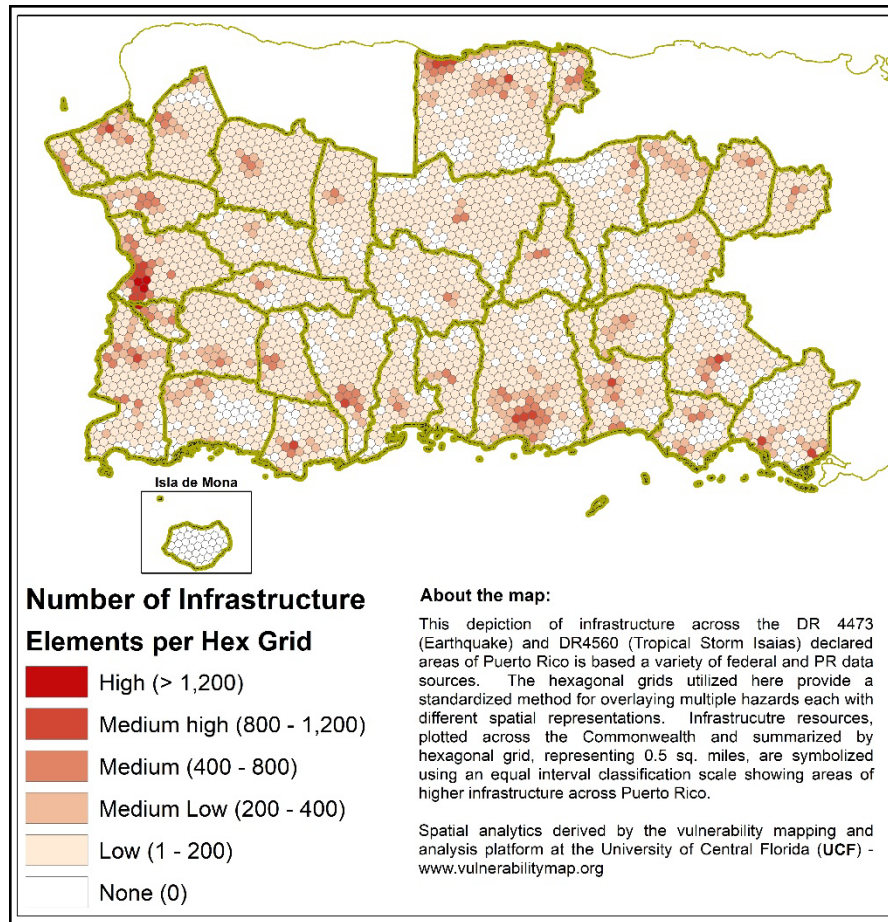 Isla de Mona
Number of Infrastructure
Elements per Hex Grid
High (> 1,200)
Medium high (800 - 1,200)
Medium (400 - 800)
Medium Low (200 - 400)
Low (1 - 200)
None (0)
About the map:
This depiction of infrastructure across the DR 4473
(Earthquake) and DR4560 (Tropical Storm Isaias) declared
areas of Puerto Rico is based a variety of federal and PR data
sources. The hexagonal grids utilized here provide a
standardized method for overlaying multiple hazards each with
different spatial representations. Infrastrucutre resources,
plotted across the Commonwealth and summarized by
hexagonal grid, representing 0.5 sq. miles, are symbolized
using an equal interval classification scale showing areas of
higher infrastructure across Puerto Rico.
Spatial analytics derived by the vulnerability mapping and
analysis platform at the University of Central Florida (UCF) -
www.vulnerabilitymap.org